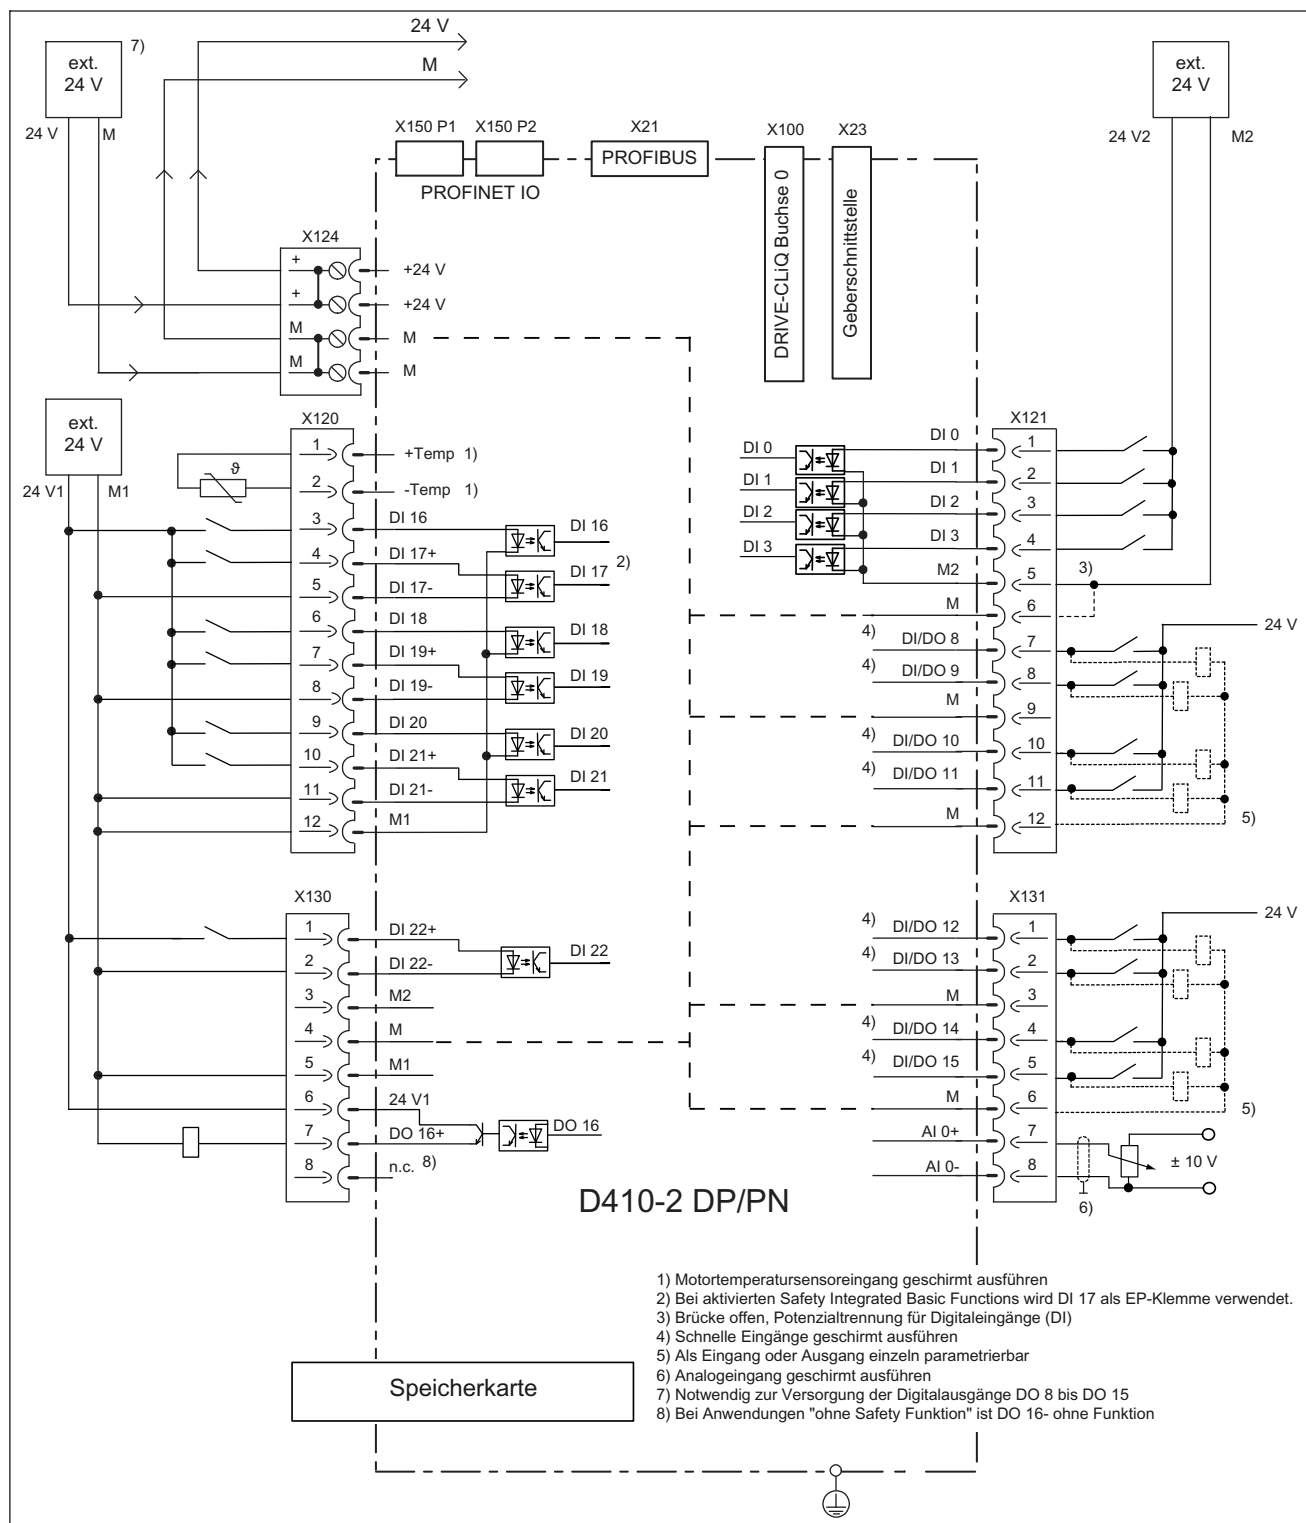 24 V
M
ext.
24 V
7)
24 V
M
ext.
24 V
24 V2
M2
X150 P1
X150 P2
PROFINET IO
X21
PROFIBUS
X100
DRIVE-CLiQ Buchse 0
X23
Geberschnittstelle
X124
+
+24 V
+
+24 V
M
M
M
M
ext.
24 V
24 V1
M1
ϑ
X120
1
+Temp 1)
2
-Temp 1)
3
DI 16
DI 16
4
DI 17+
DI 17 2)
5
DI 17-
6
DI 18
DI 18
7
DI 19+
DI 19
8
DI 19-
9
DI 20
DI 20
10
DI 21+
DI 21
11
DI 21-
12
M1
X121
DI 0
DI 0
1
DI 1
DI 1
2
DI 2
DI 2
3
DI 3
DI 3
4
M2
5
3)
M
6
24 V
4)
DI/DO 8
7
4)
DI/DO 9
8
M
9
4)
DI/DO 10
10
4)
DI/DO 11
11
M
12
5)
X130
1
DI 22+
DI 22
2
DI 22-
3
M2
4
M
5
M1
6
24 V1
7
DO 16+
DO 16
8
n.c. 8)
X131
24 V
4)
DI/DO 12
1
4)
DI/DO 13
2
M
3
4)
DI/DO 14
4
4)
DI/DO 15
5
M
6
5)
AI 0+
7
AI 0-
8
± 10 V
6)
D410-2 DP/PN
1) Motortemperatursensoreingang geschirmt ausführen
2) Bei aktivierten Safety Integrated Basic Functions wird DI 17 als EP-Klemme verwendet.
3) Brücke offen, Potenzialtrennung für Digitaleingänge (DI)
4) Schnelle Eingänge geschirmt ausführen
5) Als Eingang oder Ausgang einzeln parametrierbar
6) Analogeingang geschirmt ausführen
7) Notwendig zur Versorgung der Digitalausgänge DO 8 bis DO 15
8) Bei Anwendungen "ohne Safety Funktion" ist DO 16- ohne Funktion
Speicherkarte